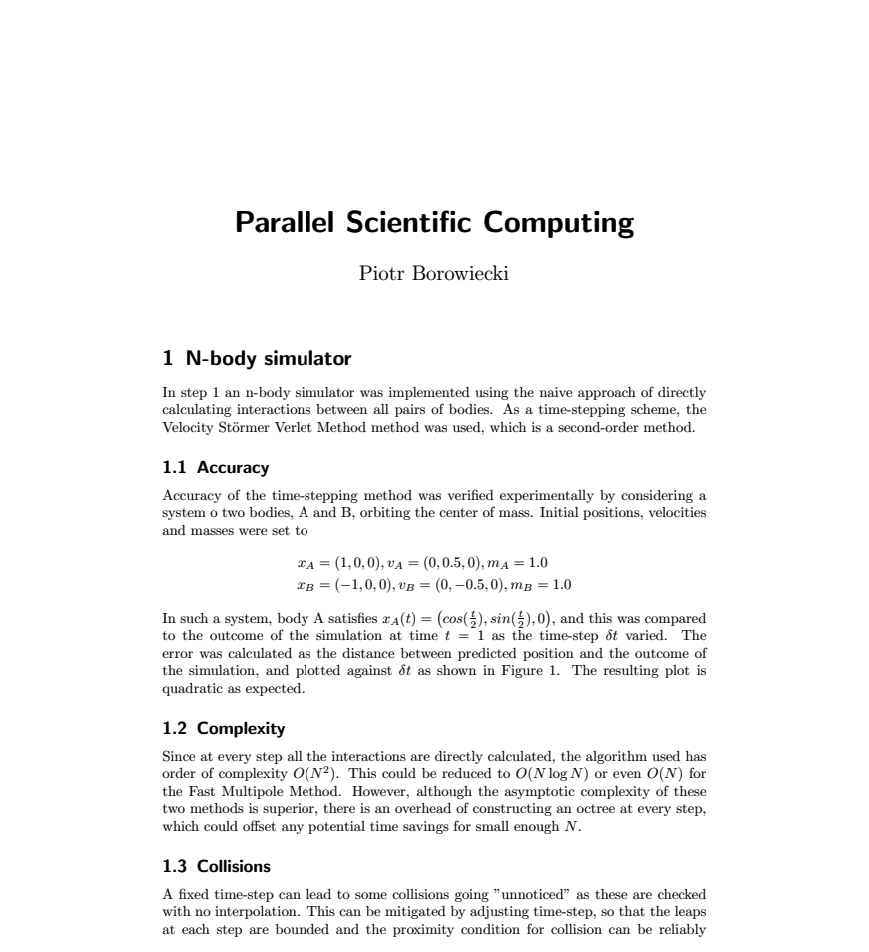 Parallel Scientific Computing
Piotr Borowiecki
1 N-body simulator
In step 1 an n-body simulator was implemented using the naive approach of directly
calculating interactions between all pairs of bodies. As a time-stepping scheme, the
Velocity Störmer Verlet Method method was used, which is a second-order method.
1.1 Accuracy
Accuracy of the time-stepping method was verified experimentally by considering a
system o two bodies, A and B, orbiting the center of mass. Initial positions, velocities
and masses were set to
x_A = (1, 0, 0), v_A = (0, 0.5, 0), m_A = 1.0
x_B = (−1, 0, 0), v_B = (0, −0.5, 0), m_B = 1.0
In such a system, body A satisfies x_A(t) = (cos(t/2), sin(t/2), 0), and this was compared
to the outcome of the simulation at time t = 1 as the time-step δt varied. The
error was calculated as the distance between predicted position and the outcome of
the simulation, and plotted against δt as shown in Figure 1. The resulting plot is
quadratic as expected.
1.2 Complexity
Since at every step all the interactions are directly calculated, the algorithm used has
order of complexity O(N²). This could be reduced to O(N log N) or even O(N) for
the Fast Multipole Method. However, although the asymptotic complexity of these
two methods is superior, there is an overhead of constructing an octree at every step,
which could offset any potential time savings for small enough N.
1.3 Collisions
A fixed time-step can lead to some collisions going ”unnoticed” as these are checked
with no interpolation. This can be mitigated by adjusting time-step, so that the leaps
at each step are bounded and the proximity condition for collision can be reliably